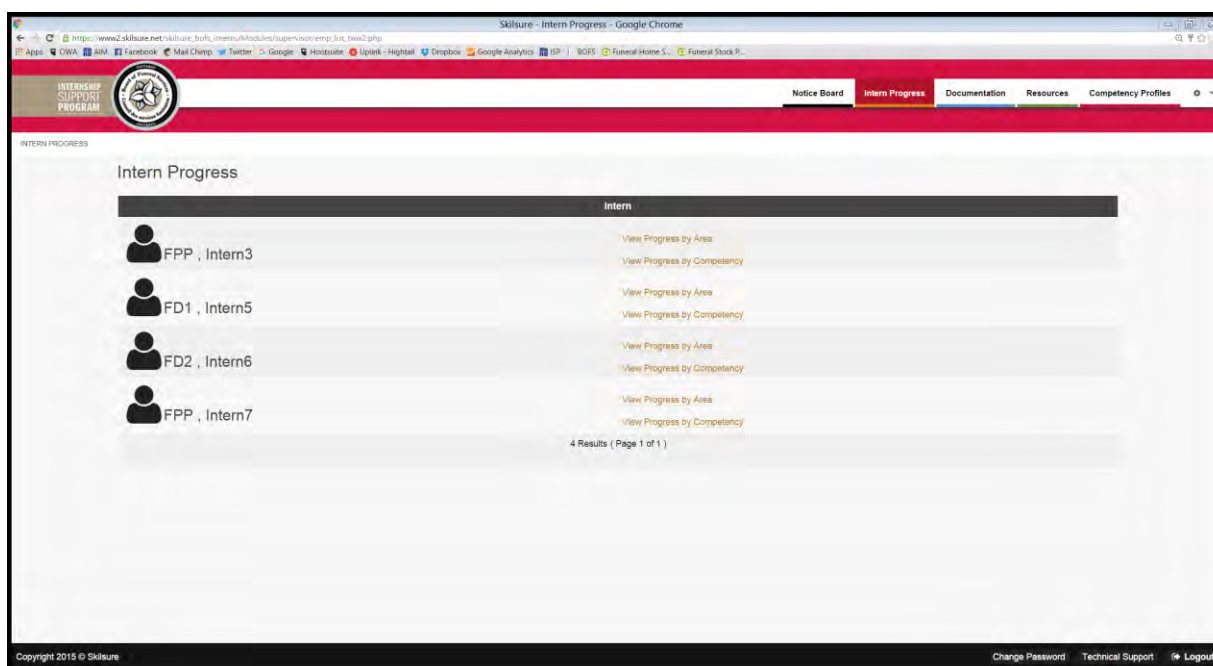 Skilsure - Intern Progress - Google Chrome
https://www2.skilsure.net/skilsure_bofs_interns/Modules/supervisor/emp_list_twix2.php
Apps OWA AIM Facebook Mail Chimp Twitter Google Hootsuite Uplink - Hightail Dropbox Google Analytics ISP BOFS Funeral Home S... Funeral Stock P...
INTERNSHIP
SUPPORT
PROGRAM
Board of Funeral Services
Notice Board Intern Progress Documentation Resources Competency Profiles
INTERN PROGRESS
Intern Progress
Intern
FPP , Intern3
View Progress by Area
View Progress by Competency
FD1 , Intern5
View Progress by Area
View Progress by Competency
FD2 , Intern6
View Progress by Area
View Progress by Competency
FPP , Intern7
View Progress by Area
View Progress by Competency
4 Results ( Page 1 of 1 )
Copyright 2015 © Skilsure Change Password Technical Support Logout